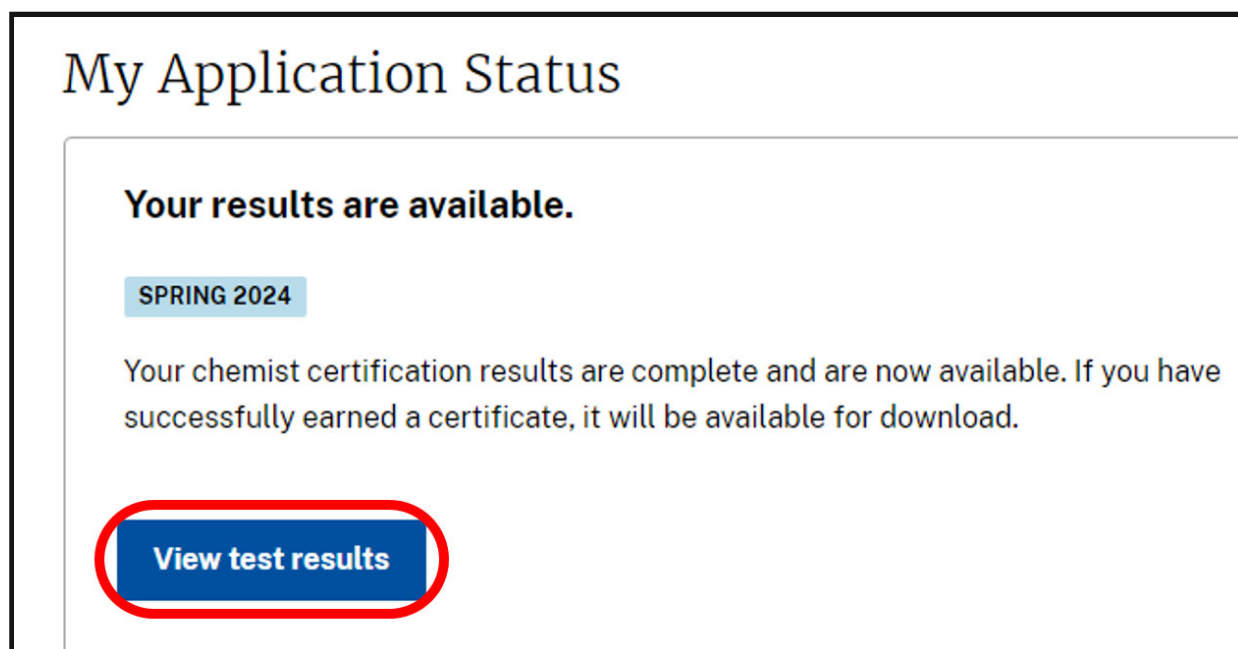 My Application Status
Your results are available.
SPRING 2024
Your chemist certification results are complete and are now available. If you have
successfully earned a certificate, it will be available for download.
View test results